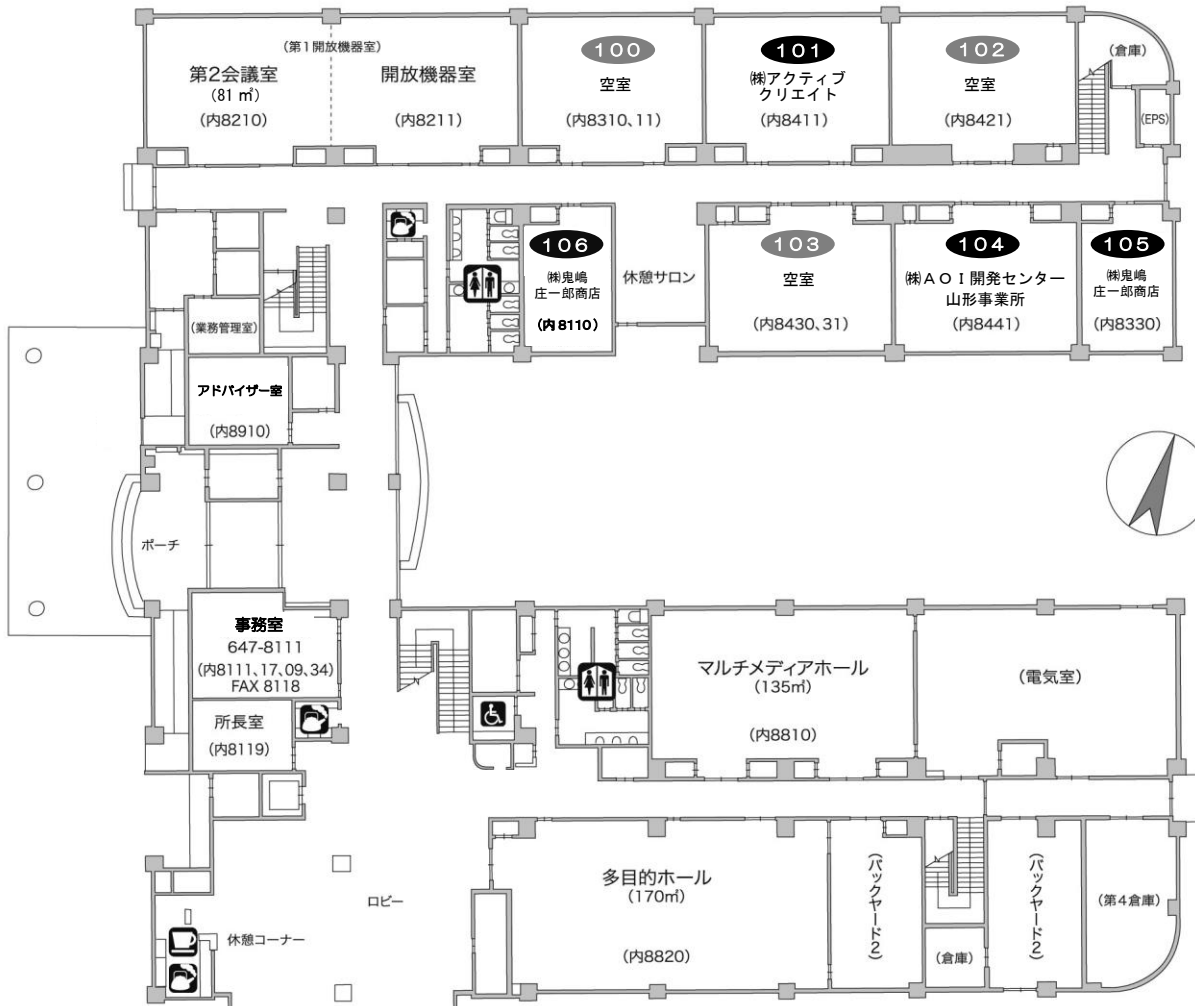 (第1開放機器室)
第2会議室
(81 ㎡)
(内8210)
開放機器室
(内8211)
100
空室
(内8310、11)
101
㈱アクティブ
クリエイト
(内8411)
102
空室
(内8421)
(倉庫)
(EPS)
106
㈱鬼嶋
庄一郎商店
(内8110)
休憩サロン
103
空室
(内8430、31)
104
㈱AOI開発センター
山形事業所
(内8441)
105
㈱鬼嶋
庄一郎商店
(内8330)
(業務管理室)
アドバイザー室
(内8910)
ポーチ
事務室
647-8111
(内8111、17、09、34)
FAX 8118
所長室
(内8119)
マルチメディアホール
(135㎡)
(内8810)
(電気室)
多目的ホール
(170㎡)
(内8820)
(バックヤード2)
(倉庫)
(バックヤード2)
(第4倉庫)
ロビー
休憩コーナー